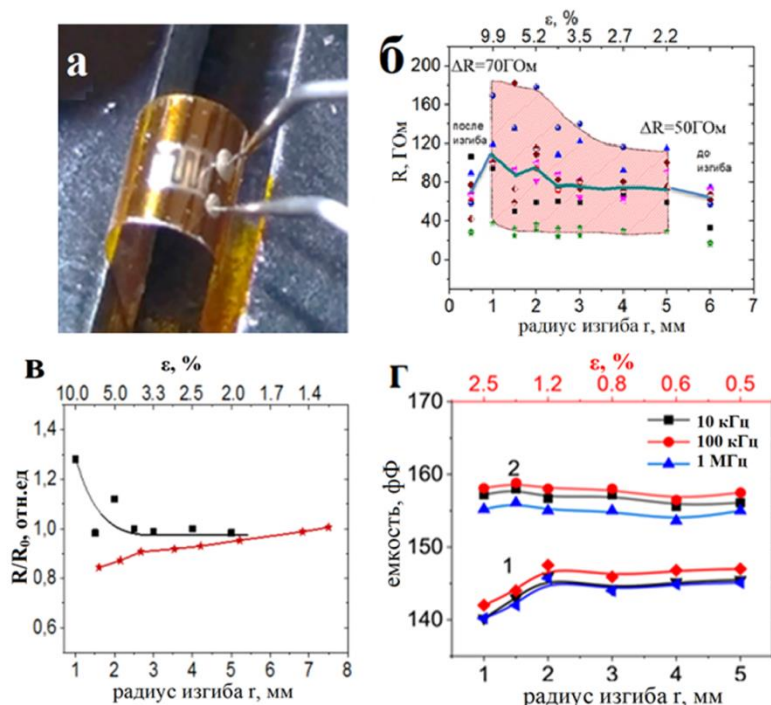 а
б
ε, %
9.9 5.2 3.5 2.7 2.2
ΔR=70ГОм
ΔR=50ГОм
после изгиба
до изгиба
R, ГОм
200
160
120
80
40
0
0 1 2 3 4 5 6 7
радиус изгиба r, мм
в
ε, %
10.0 5.0 3.3 2.5 2.0 1.7 1.4
R/R₀, отн.ед
1,4
1,2
1,0
0,8
0,6
1 2 3 4 5 6 7 8
радиус изгиба r, мм
г
ε, %
2.5 1.2 0.8 0.6 0.5
10 кГц
100 кГц
1 МГц
2
1
емкость, фФ
170
160
150
140
1 2 3 4 5
радиус изгиба r, мм